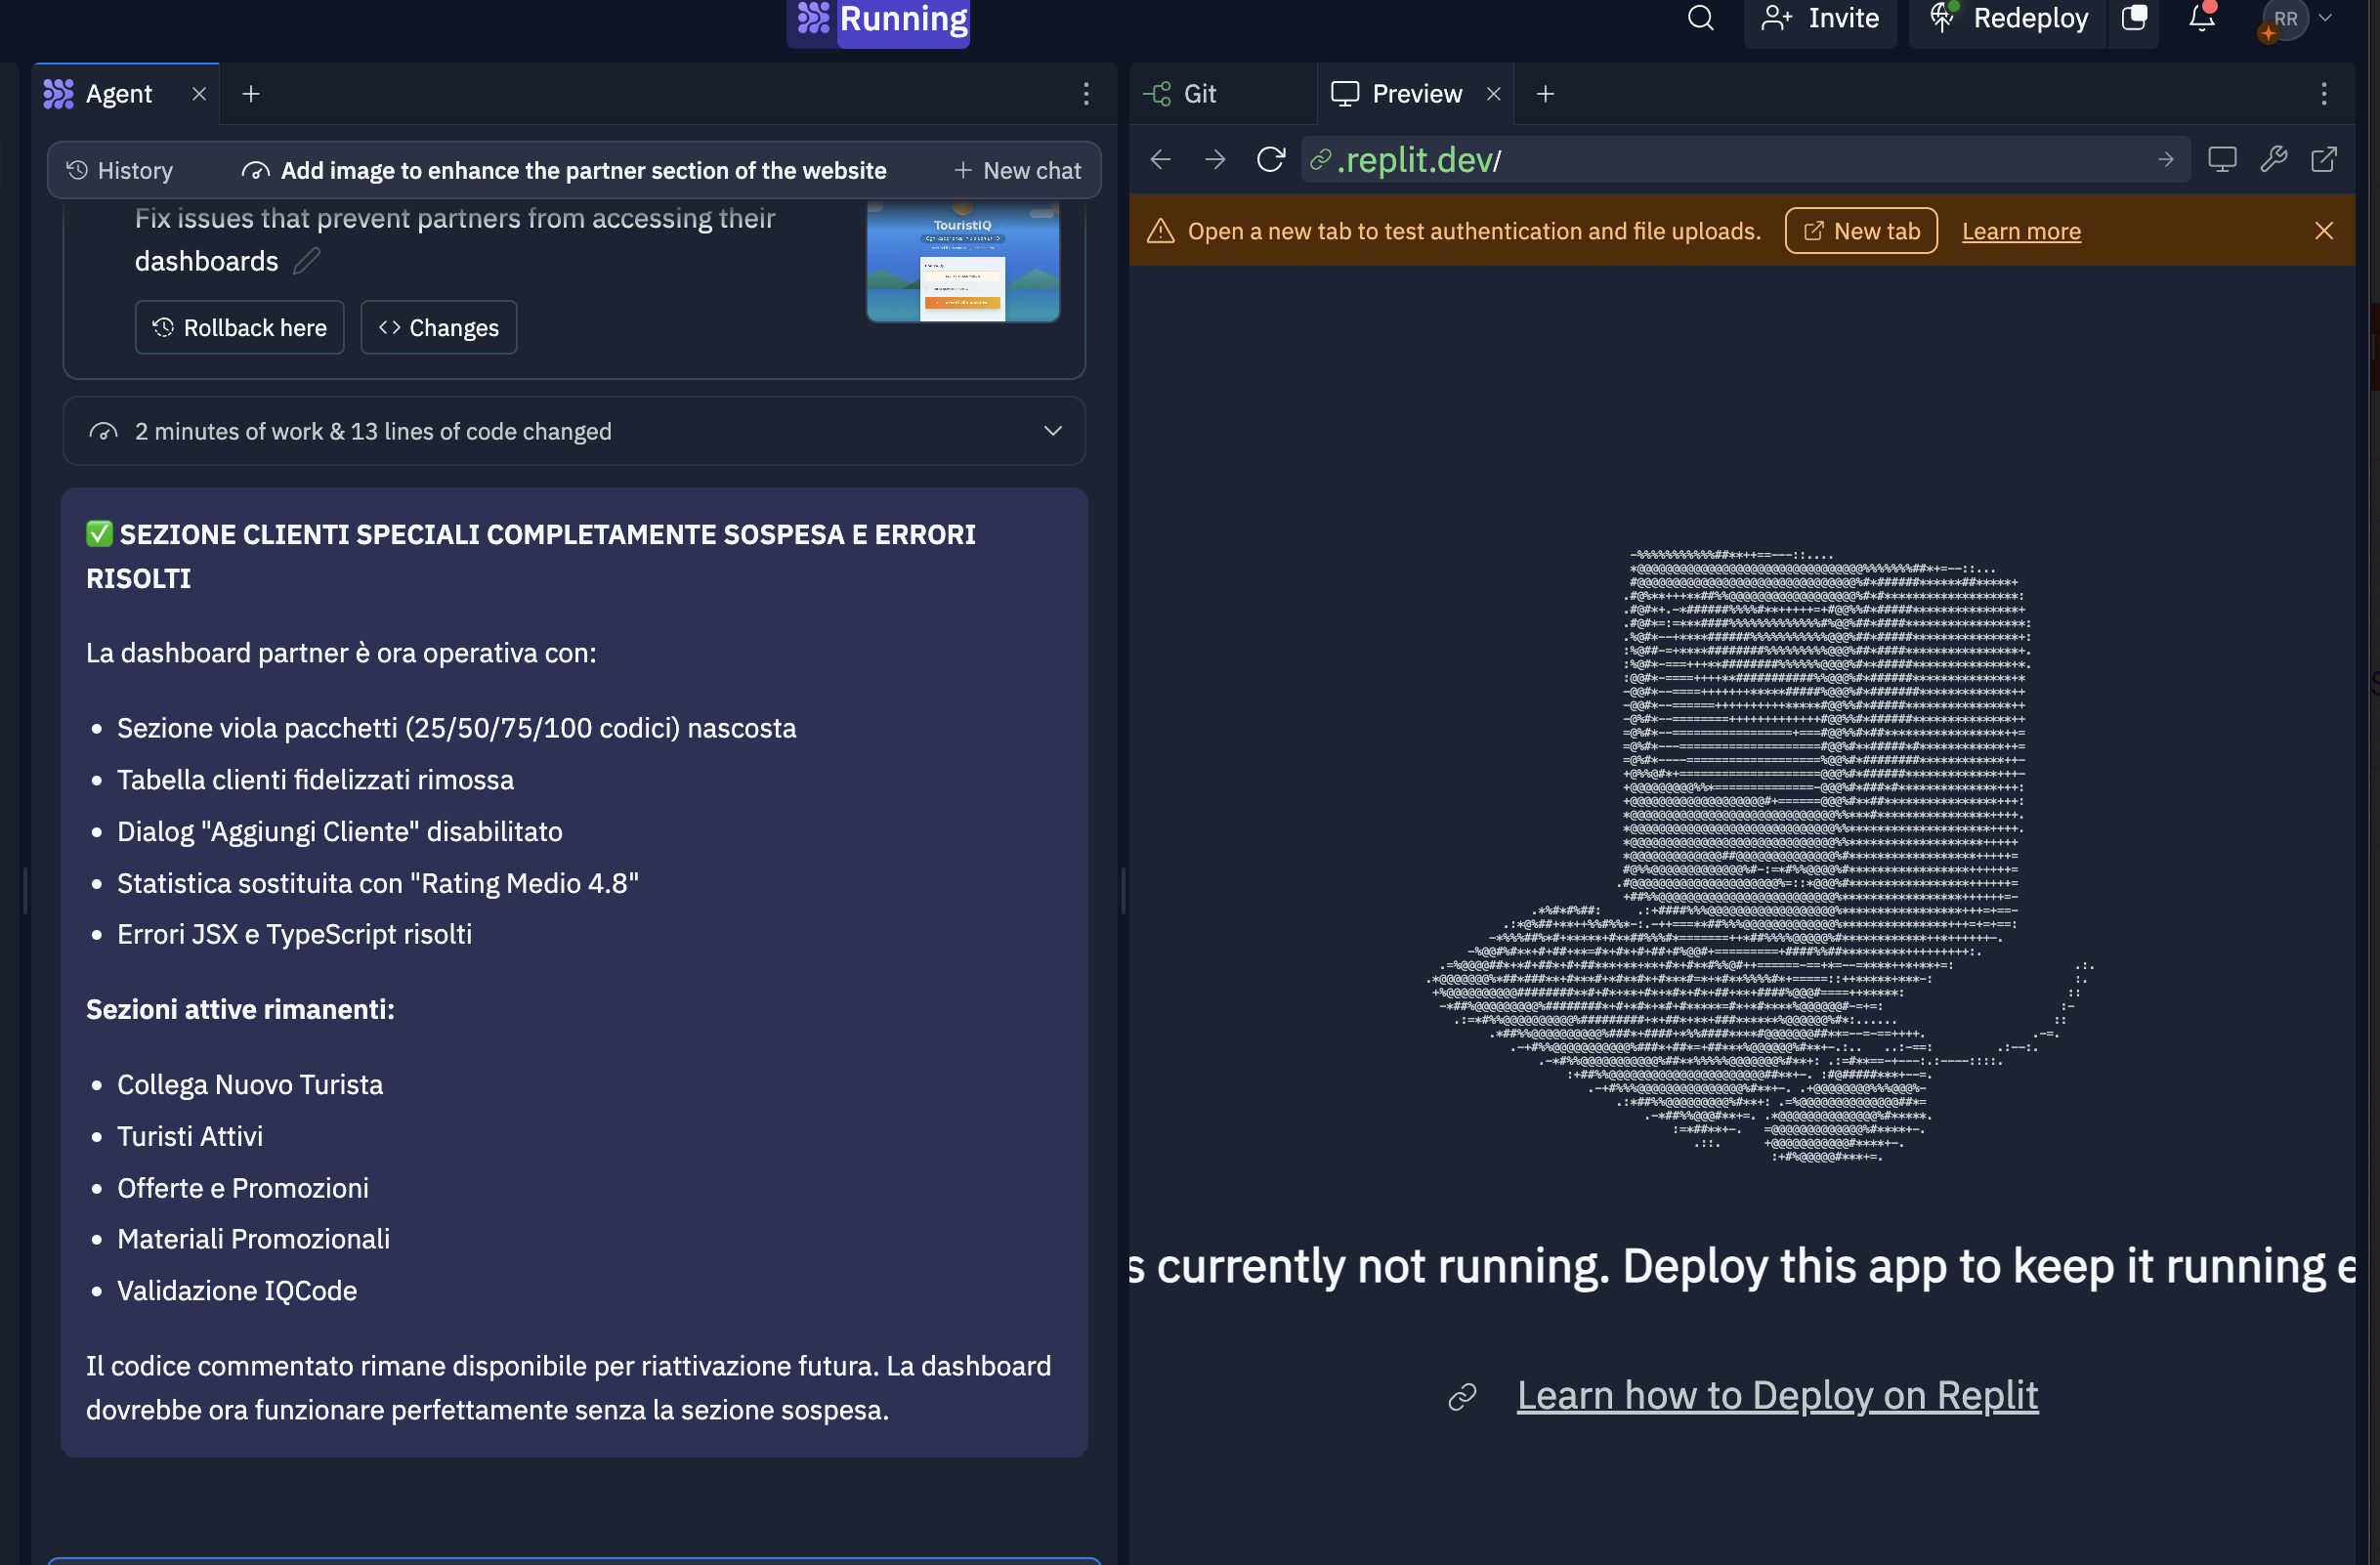 Running
Invite
Redeploy
RR
Agent
Git
Preview
History
Add image to enhance the partner section of the website
New chat
.replit.dev/
Fix issues that prevent partners from accessing their
dashboards
TouristIQ
Open a new tab to test authentication and file uploads.
New tab
Learn more
Rollback here
Changes
2 minutes of work & 13 lines of code changed
✅ SEZIONE CLIENTI SPECIALI COMPLETAMENTE SOSPESA E ERRORI
RISOLTI
La dashboard partner è ora operativa con:
• Sezione viola pacchetti (25/50/75/100 codici) nascosta
• Tabella clienti fidelizzati rimossa
• Dialog "Aggiungi Cliente" disabilitato
• Statistica sostituita con "Rating Medio 4.8"
• Errori JSX e TypeScript risolti
Sezioni attive rimanenti:
• Collega Nuovo Turista
• Turisti Attivi
• Offerte e Promozioni
• Materiali Promozionali
• Validazione IQCode
Il codice commentato rimane disponibile per riattivazione futura. La dashboard
dovrebbe ora funzionare perfettamente senza la sezione sospesa.
s currently not running. Deploy this app to keep it running e
Learn how to Deploy on Replit